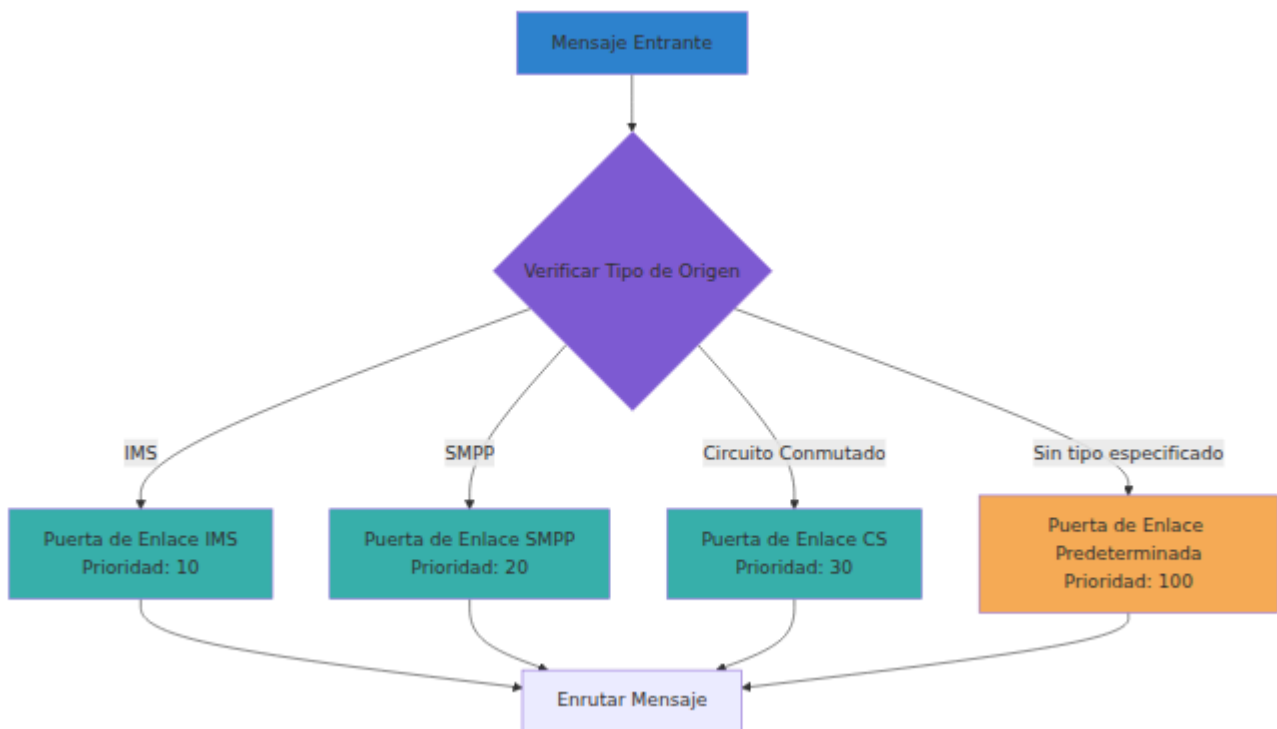 Mensaje Entrante
Verificar Tipo de Origen
IMS
SMPP
Circuito Conmutado
Sin tipo especificado
Puerta de Enlace IMS
Prioridad: 10
Puerta de Enlace SMPP
Prioridad: 20
Puerta de Enlace CS
Prioridad: 30
Puerta de Enlace
Predeterminada
Prioridad: 100
Enrutar Mensaje